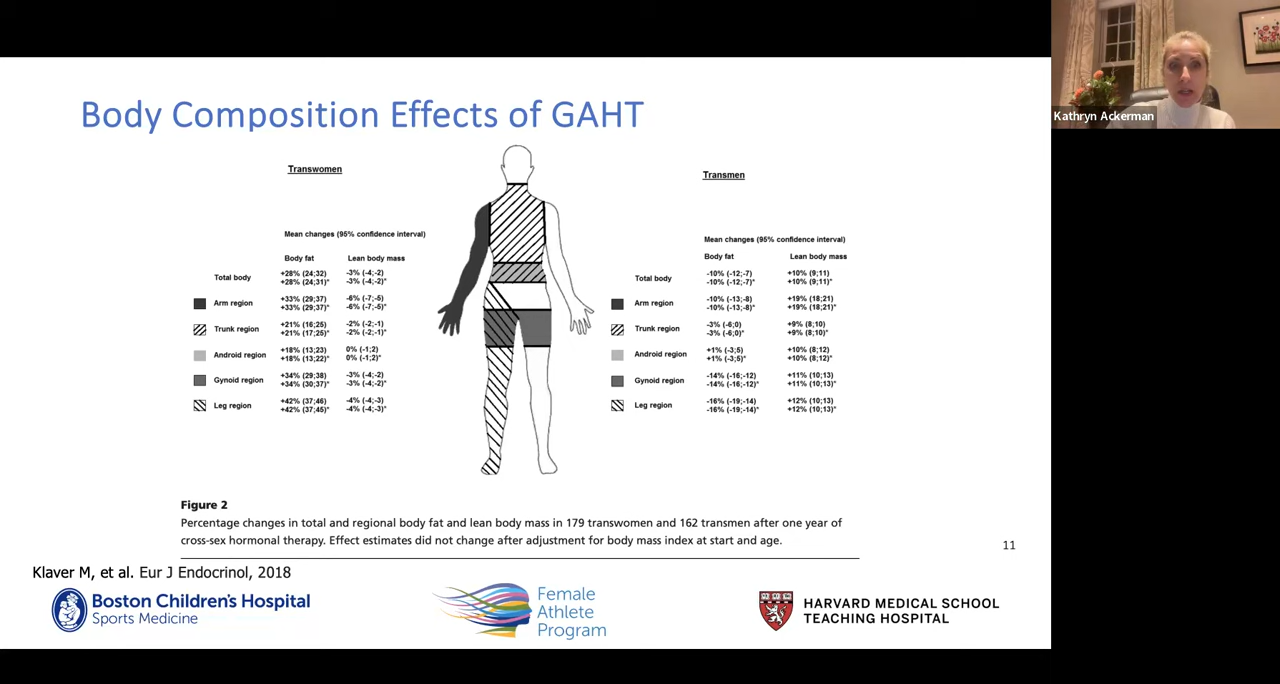 Body Composition Effects of GAHT
Kathryn Ackerman
Transwomen
Mean changes (95% confidence interval)
Body fat Lean body mass
Total body +28% (24;32) -3% (-4;-2)
+28% (24;31)* -3% (-4;-2)*
Arm region +33% (29;37) -6% (-7;-5)
+33% (29;37)* -6% (-7;-5)*
Trunk region +21% (16;25) -2% (-2;-1)
+21% (17;25)* -2% (-2;-1)*
Android region +18% (13;23) 0% (-1;2)
+18% (13;22)* 0% (-1;2)*
Gynoid region +34% (29;38) -3% (-4;-2)
+34% (30;37)* -3% (-4;-2)*
Leg region +42% (37;46) -4% (-4;-3)
+42% (37;45)* -4% (-4;-3)*
Transmen
Mean changes (95% confidence interval)
Body fat Lean body mass
Total body -10% (-12;-7) +10% (9;11)
-10% (-12;-7)* +10% (9;11)*
Arm region -10% (-13;-8) +19% (18;21)
-10% (-13;-8)* +19% (18;21)*
Trunk region -3% (-6;0) +9% (8;10)
-3% (-6;0)* +9% (8;10)*
Android region +1% (-3;5) +10% (8;12)
+1% (-3;5)* +10% (8;12)*
Gynoid region -14% (-16;-12) +11% (10;13)
-14% (-16;-12)* +11% (10;13)*
Leg region -16% (-19;-14) +12% (10;13)
-16% (-19;-14)* +12% (10;13)*
Figure 2
Percentage changes in total and regional body fat and lean body mass in 179 transwomen and 162 transmen after one year of
cross-sex hormonal therapy. Effect estimates did not change after adjustment for body mass index at start and age.
11
Klaver M, et al. Eur J Endocrinol, 2018
Boston Children's Hospital
Sports Medicine
Female
Athlete
Program
HARVARD MEDICAL SCHOOL
TEACHING HOSPITAL